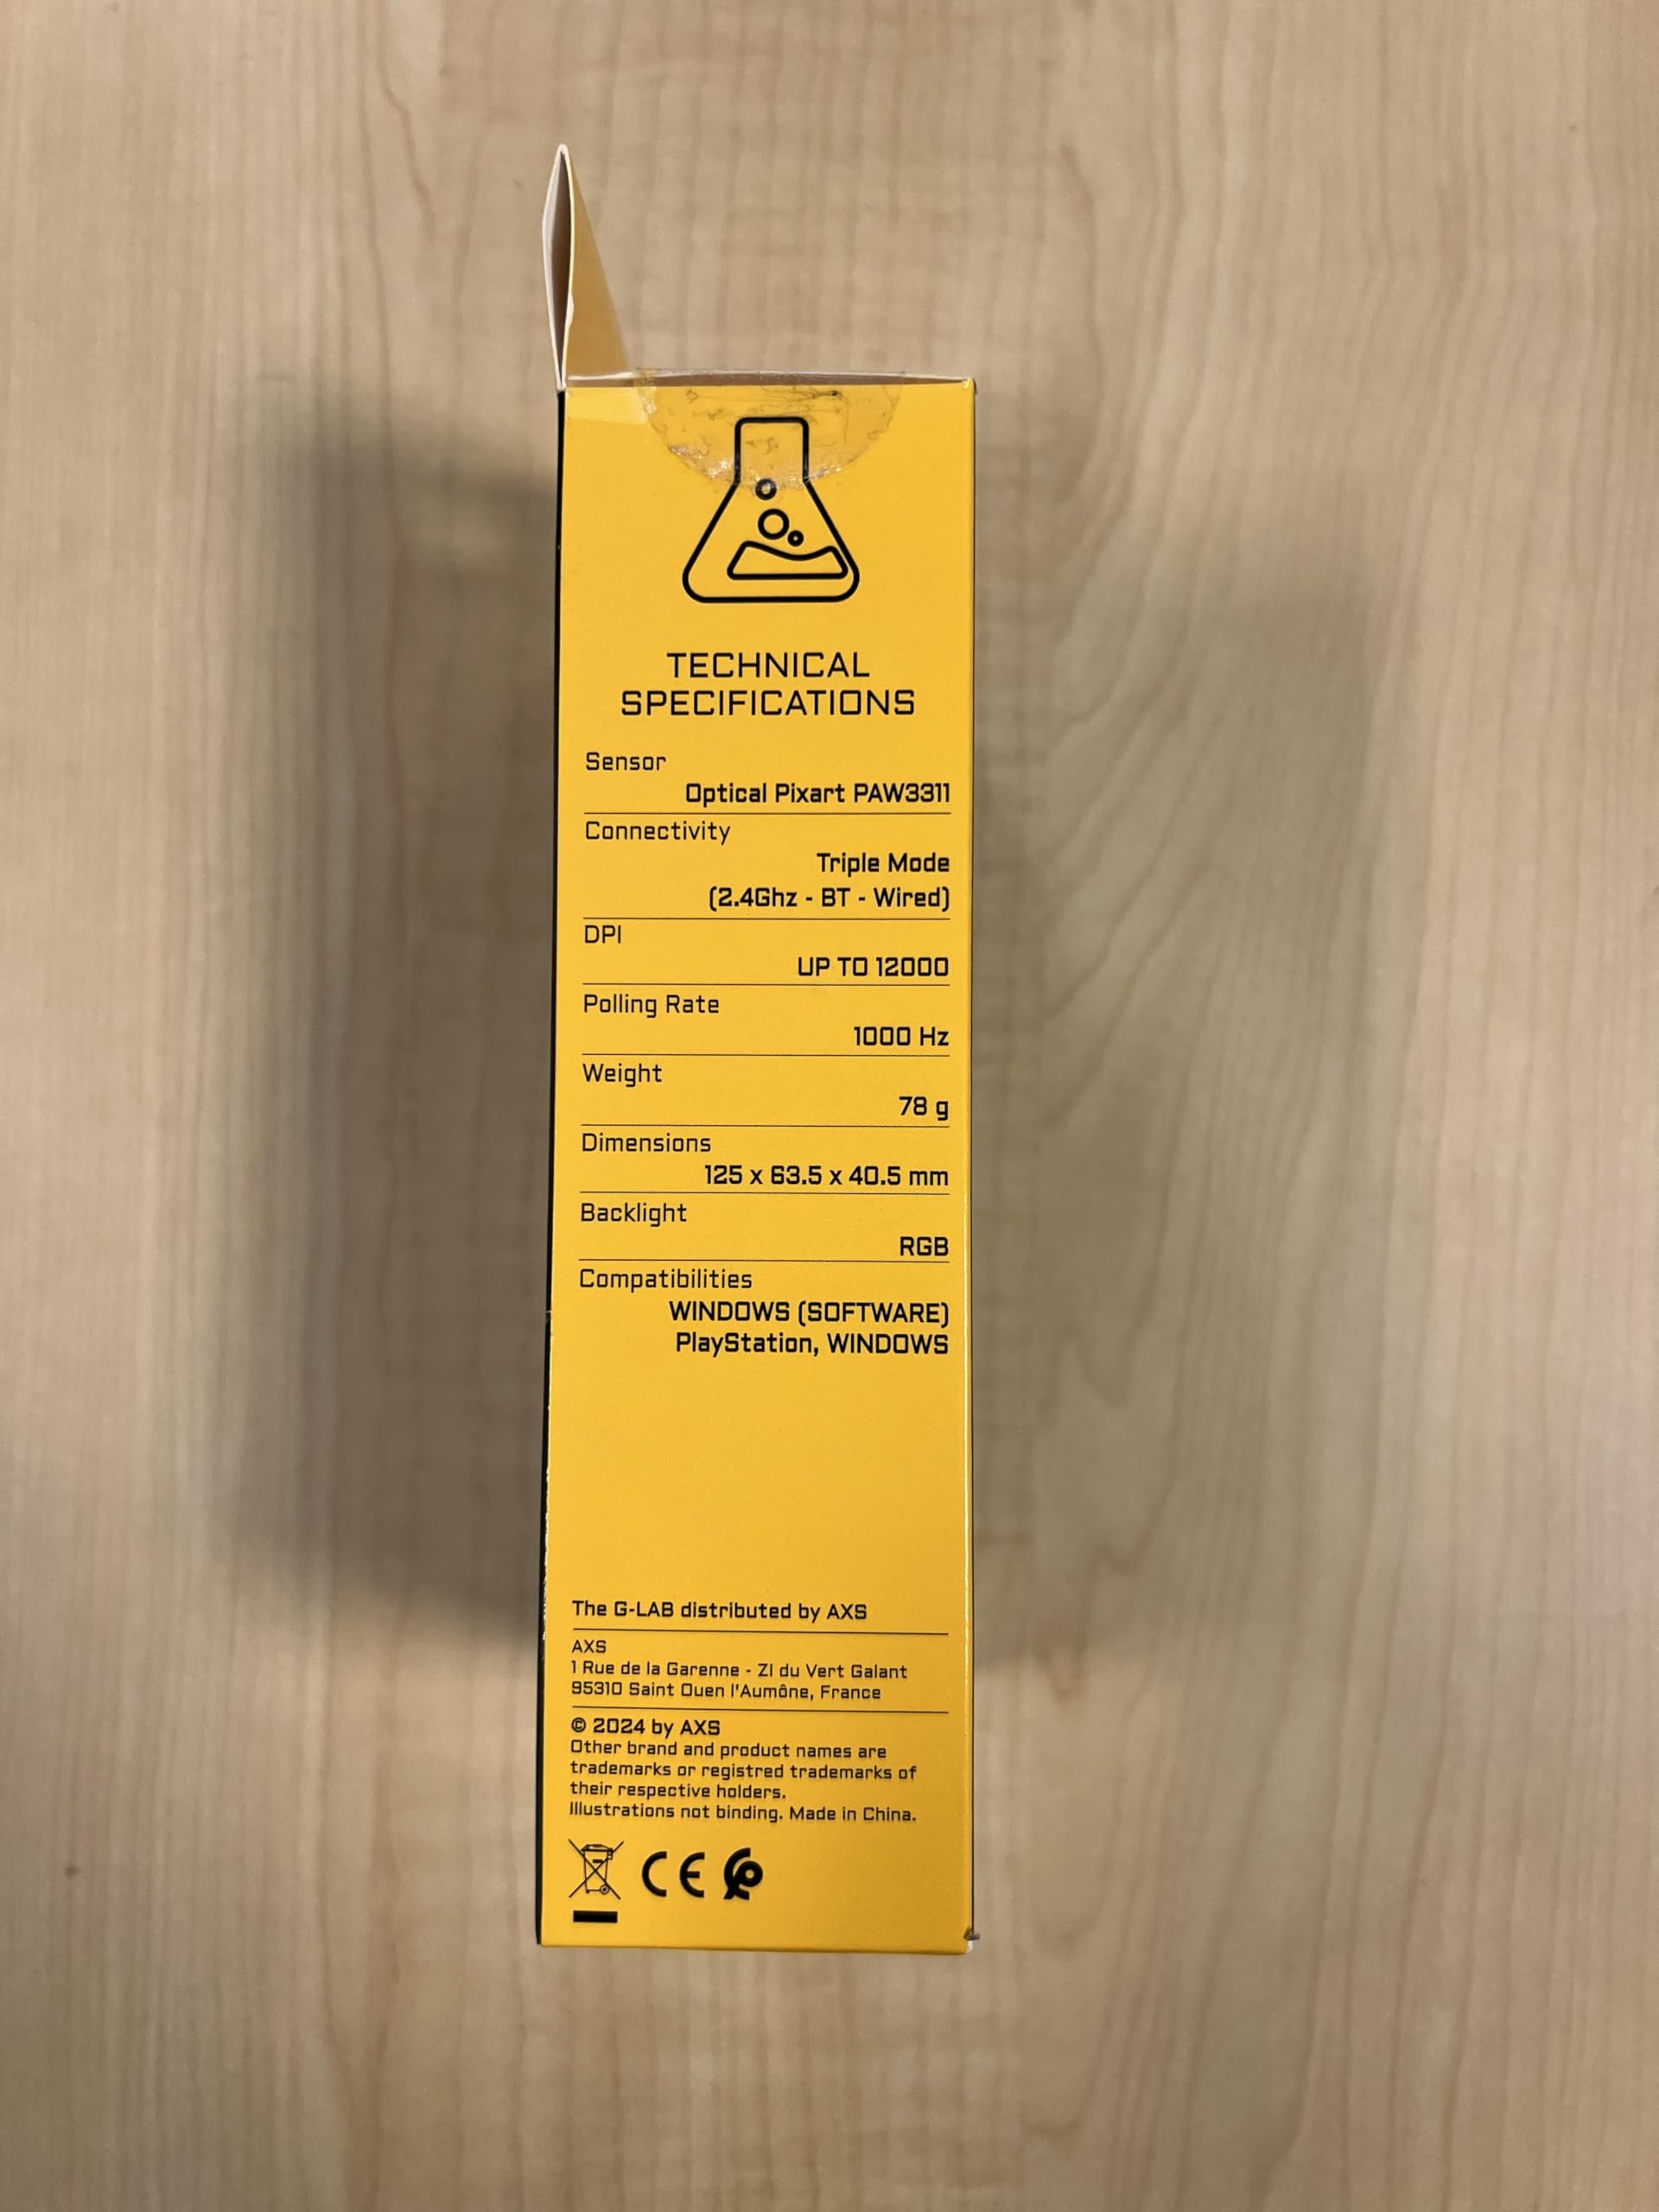 TECHNICAL
SPECIFICATIONS
Sensor
Optical Pixart PAW3311
Connectivity
Triple Mode
(2.4Ghz - BT - Wired)
DPI
UP TO 12000
Polling Rate
1000 Hz
Weight
78 g
Dimensions
125 x 63.5 x 40.5 mm
Backlight
RGB
Compatibilities
WINDOWS (SOFTWARE)
PlayStation, WINDOWS
The G-LAB distributed by AXS
AXS
1 Rue de la Garenne - ZI du Vert Galant
95310 Saint Ouen l'Aumône, France
© 2024 by AXS
Other brand and product names are
trademarks or registred trademarks of
their respective holders.
Illustrations not binding. Made in China.
CE